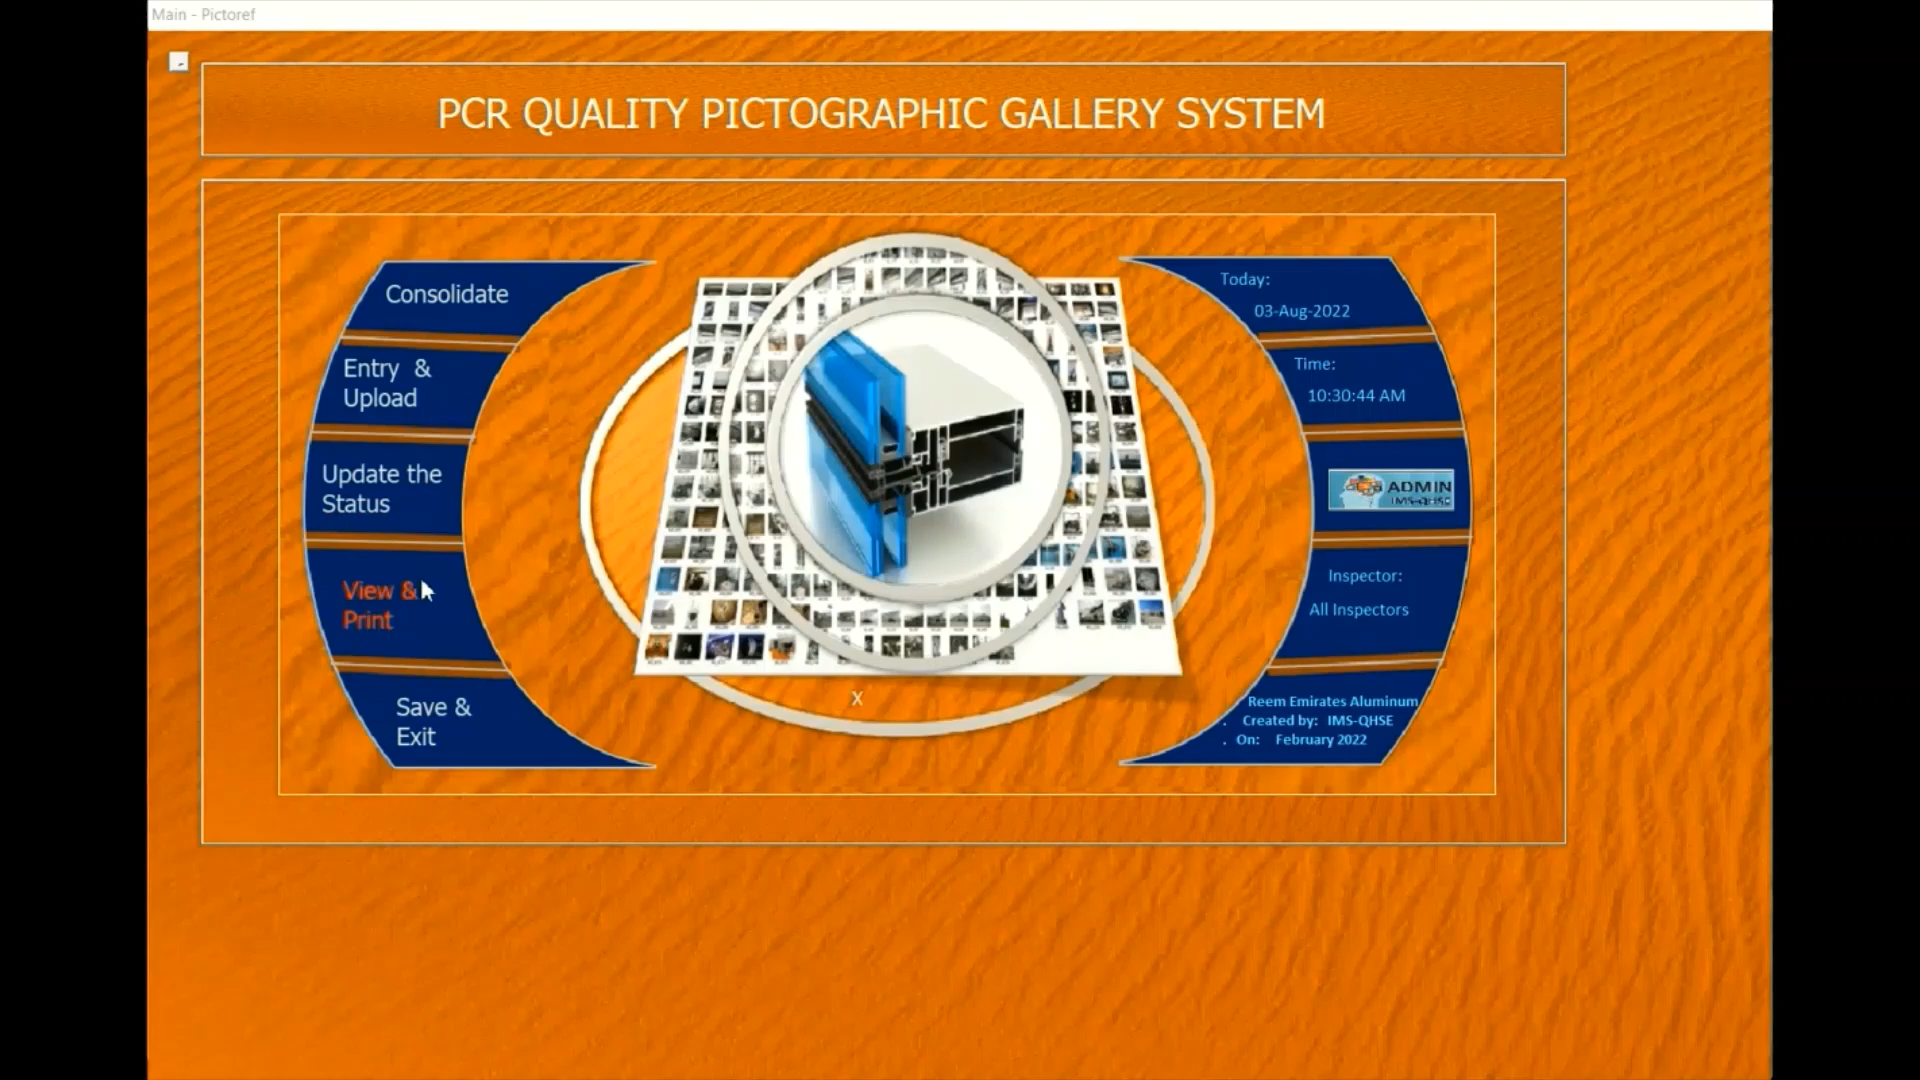 Main - Pictoref
PCR QUALITY PICTOGRAPHIC GALLERY SYSTEM
Consolidate
Entry &
Upload
Update the
Status
View &
Print
Save &
Exit
X
Today:
03-Aug-2022
Time:
10:30:44 AM
ADMIN
IMS-QHSE
Inspector:
All Inspectors
Reem Emirates Aluminum
. Created by: IMS-QHSE
. On: February 2022